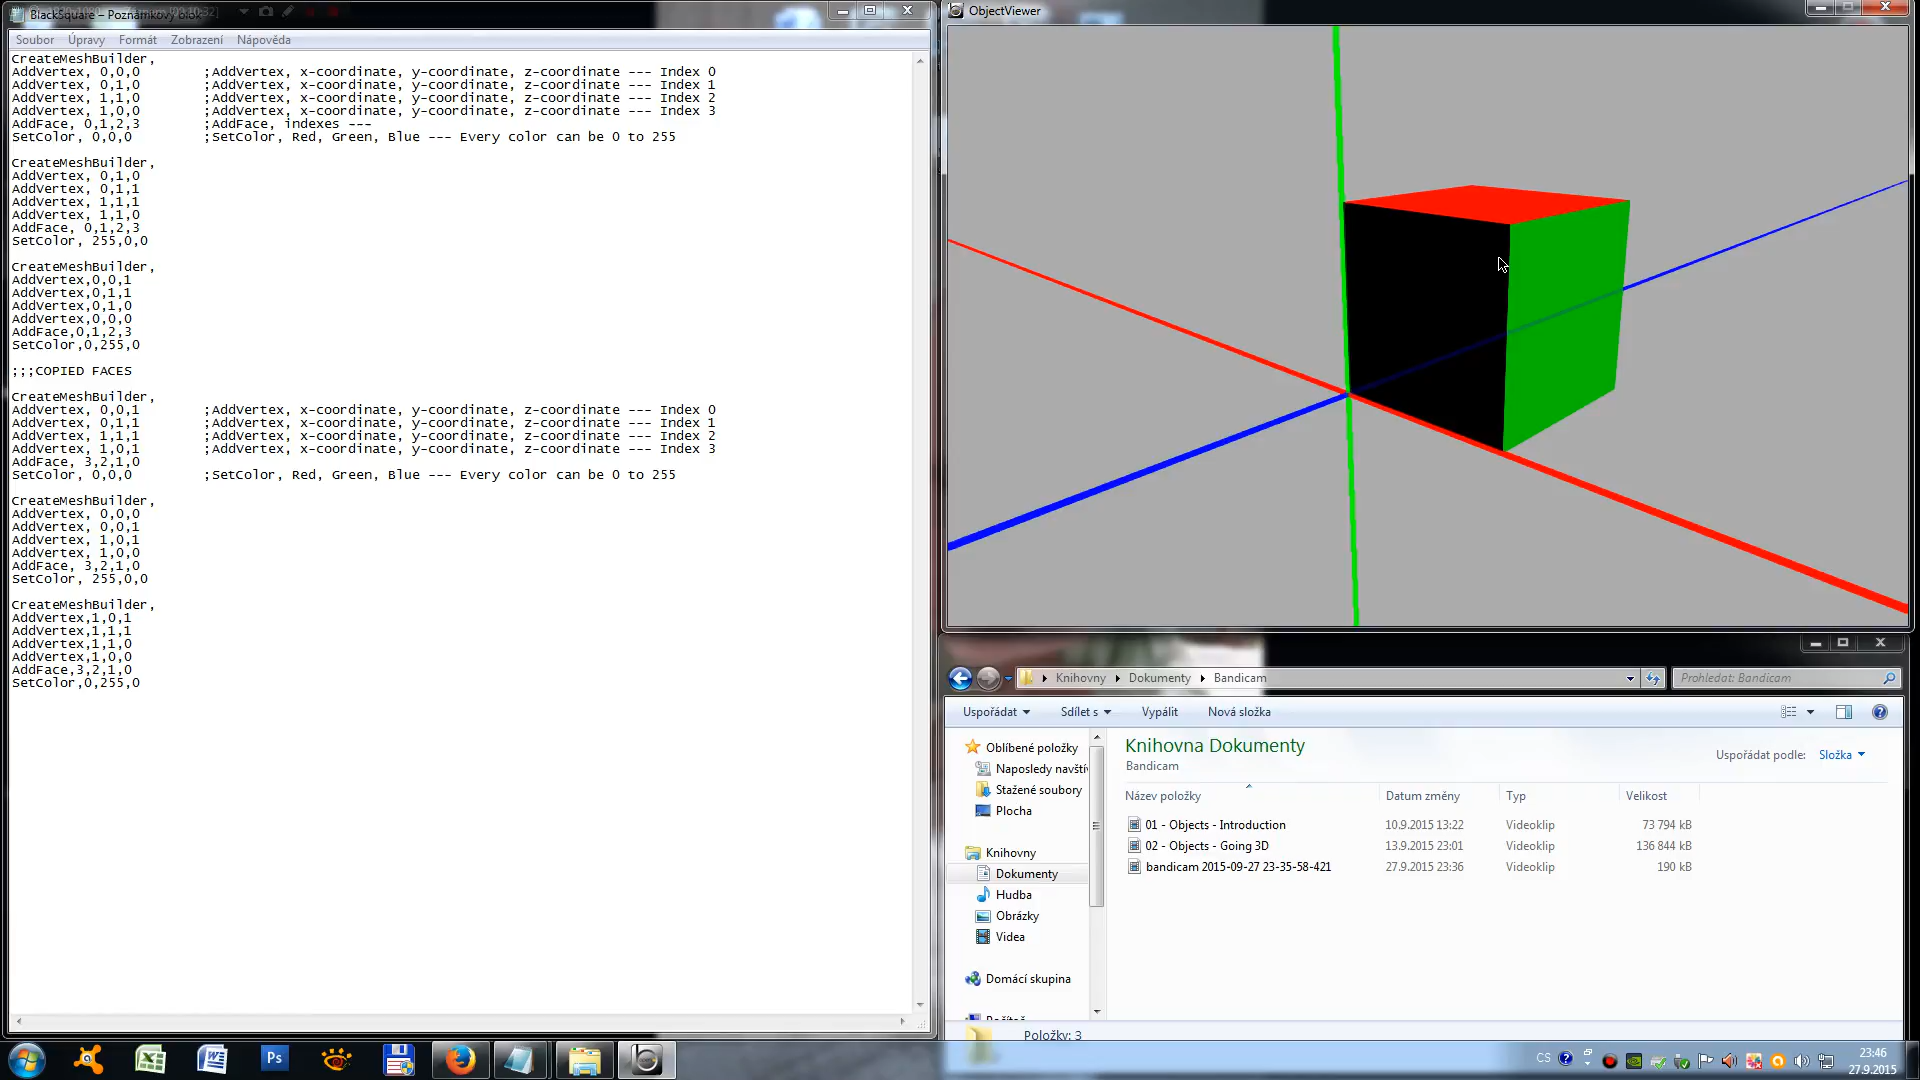 BlackSquare – Poznámkový blok
Soubor Úpravy Formát Zobrazení Nápověda
CreateMeshBuilder,
AddVertex, 0,0,0 ;AddVertex, x-coordinate, y-coordinate, z-coordinate --- Index 0
AddVertex, 0,1,0 ;AddVertex, x-coordinate, y-coordinate, z-coordinate --- Index 1
AddVertex, 1,1,0 ;AddVertex, x-coordinate, y-coordinate, z-coordinate --- Index 2
AddVertex, 1,0,0 ;AddVertex, x-coordinate, y-coordinate, z-coordinate --- Index 3
AddFace, 0,1,2,3 ;AddFace, indexes ---
SetColor, 0,0,0 ;SetColor, Red, Green, Blue --- Every color can be 0 to 255
CreateMeshBuilder,
AddVertex, 0,1,0
AddVertex, 0,1,1
AddVertex, 1,1,1
AddVertex, 1,1,0
AddFace, 0,1,2,3
SetColor, 255,0,0
CreateMeshBuilder,
AddVertex,0,0,1
AddVertex,0,1,1
AddVertex,0,1,0
AddVertex,0,0,0
AddFace,0,1,2,3
SetColor,0,255,0
;;;COPIED FACES
CreateMeshBuilder,
AddVertex, 0,0,1 ;AddVertex, x-coordinate, y-coordinate, z-coordinate --- Index 0
AddVertex, 0,1,1 ;AddVertex, x-coordinate, y-coordinate, z-coordinate --- Index 1
AddVertex, 1,1,1 ;AddVertex, x-coordinate, y-coordinate, z-coordinate --- Index 2
AddVertex, 1,0,1 ;AddVertex, x-coordinate, y-coordinate, z-coordinate --- Index 3
AddFace, 3,2,1,0
SetColor, 0,0,0 ;SetColor, Red, Green, Blue --- Every color can be 0 to 255
CreateMeshBuilder,
AddVertex, 0,0,0
AddVertex, 0,0,1
AddVertex, 1,0,1
AddVertex, 1,0,0
AddFace, 3,2,1,0
SetColor, 255,0,0
CreateMeshBuilder,
AddVertex,1,0,1
AddVertex,1,1,1
AddVertex,1,1,0
AddVertex,1,0,0
AddFace,3,2,1,0
SetColor,0,255,0
ObjectViewer
Knihovny Dokumenty Bandicam
Prohledat: Bandicam
Uspořádat Sdílet s Vypálit Nová složka
Oblíbené položky
Naposledy navští
Stažené soubory
Plocha
Knihovny
Dokumenty
Hudba
Obrázky
Videa
Domácí skupina
Knihovna Dokumenty
Bandicam
Uspořádat podle: Složka
Název položky Datum změny Typ Velikost
01 - Objects - Introduction 10.9.2015 13:22 Videoklip 73 794 kB
02 - Objects - Going 3D 13.9.2015 23:01 Videoklip 136 844 kB
bandicam 2015-09-27 23-35-58-421 27.9.2015 23:36 Videoklip 190 kB
Položky: 3
Ps
CS
23:46
27.9.2015